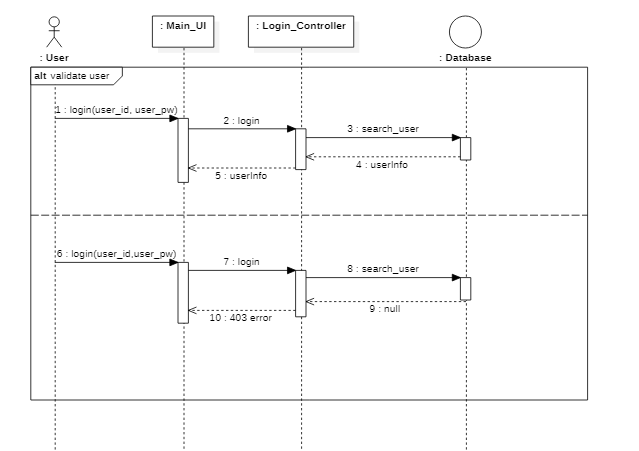 : Main_UI
: Login_Controller
: User
: Database
alt validate user
1 : login(user_id, user_pw)
2 : login
3 : search_user
4 : userInfo
5 : userInfo
6 : login(user_id,user_pw)
7 : login
8 : search_user
9 : null
10 : 403 error